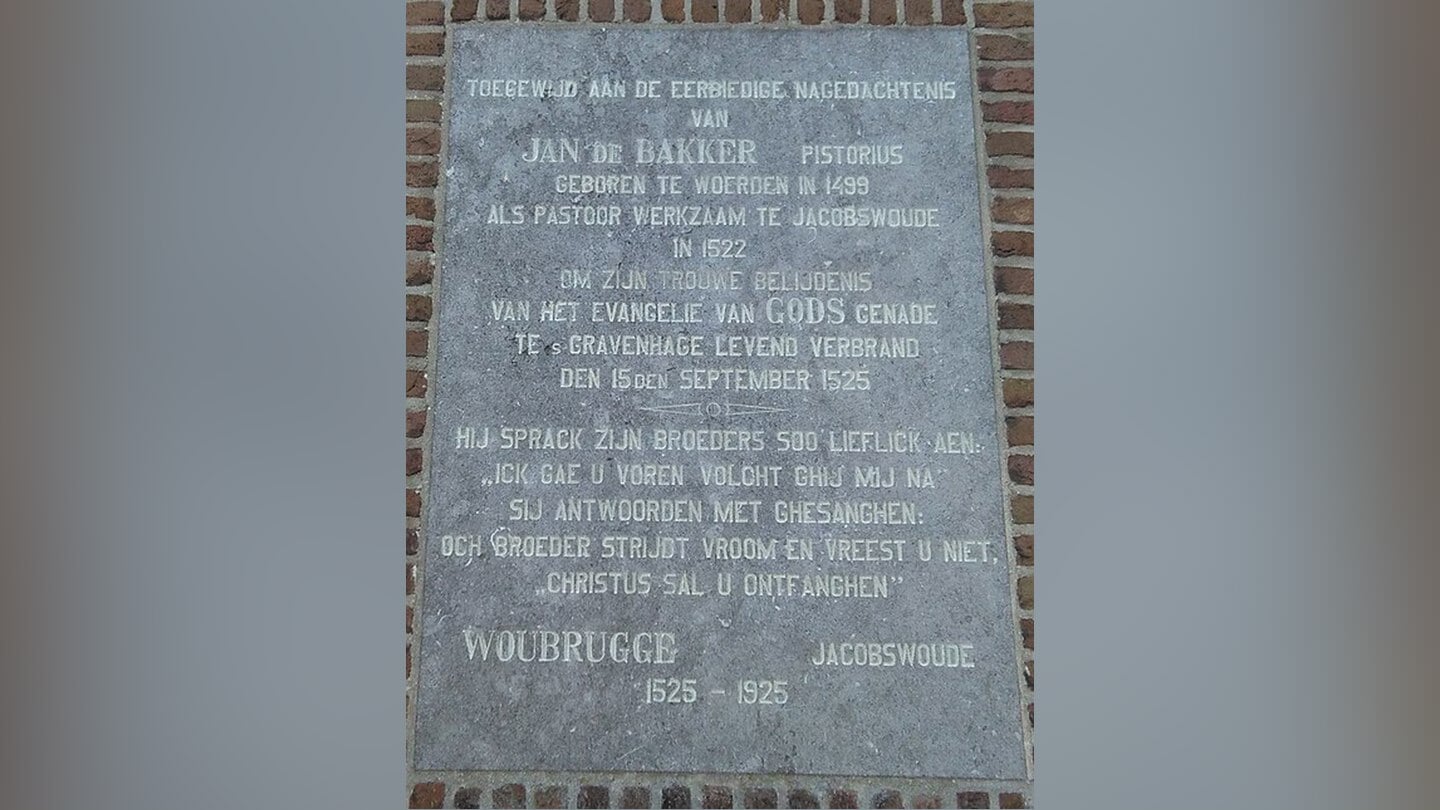 TOEGEWIJD AAN DE EERBIEDIGE NAGEDACHTENIS
VAN
JAN DE BAKKER PISTORIUS
GEBOREN TE WOERDEN IN 1499
ALS PASTOOR WERKZAAM TE JACOBSWOUDE
IN 1522
OM ZIJN TROUWE BELIJDENIS
VAN HET EVANGELIE VAN GODS GENADE
TE 's GRAVENHAGE LEVEND VERBRAND
DEN 15DEN SEPTEMBER 1525
HIJ SPRACK ZIJN BROEDERS SOO LIEFLICK AEN:
„ICK GAE U VOREN VOLGHT GHIJ MIJ NA"
SIJ ANTWOORDEN MET GHESANGHEN:
OCH BROEDER STRIJDT VROOM EN VREEST U NIET,
„CHRISTUS SAL U ONTFANGHEN"
WOUBRUGGE JACOBSWOUDE
1525 - 1925